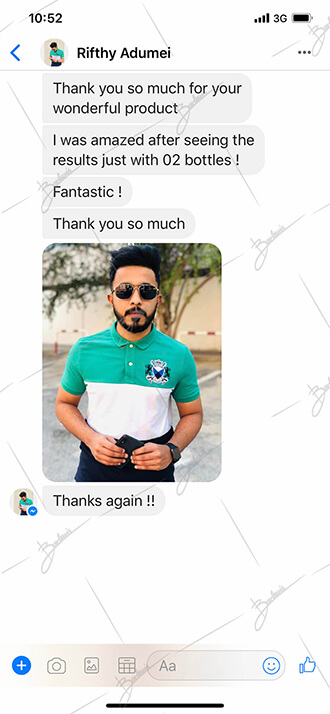 10:52
3G
Rifthy Adumei
Thank you so much for your
wonderful product
I was amazed after seeing the
results just with 02 bottles !
Fantastic !
Thank you so much
Thanks again !!
Aa